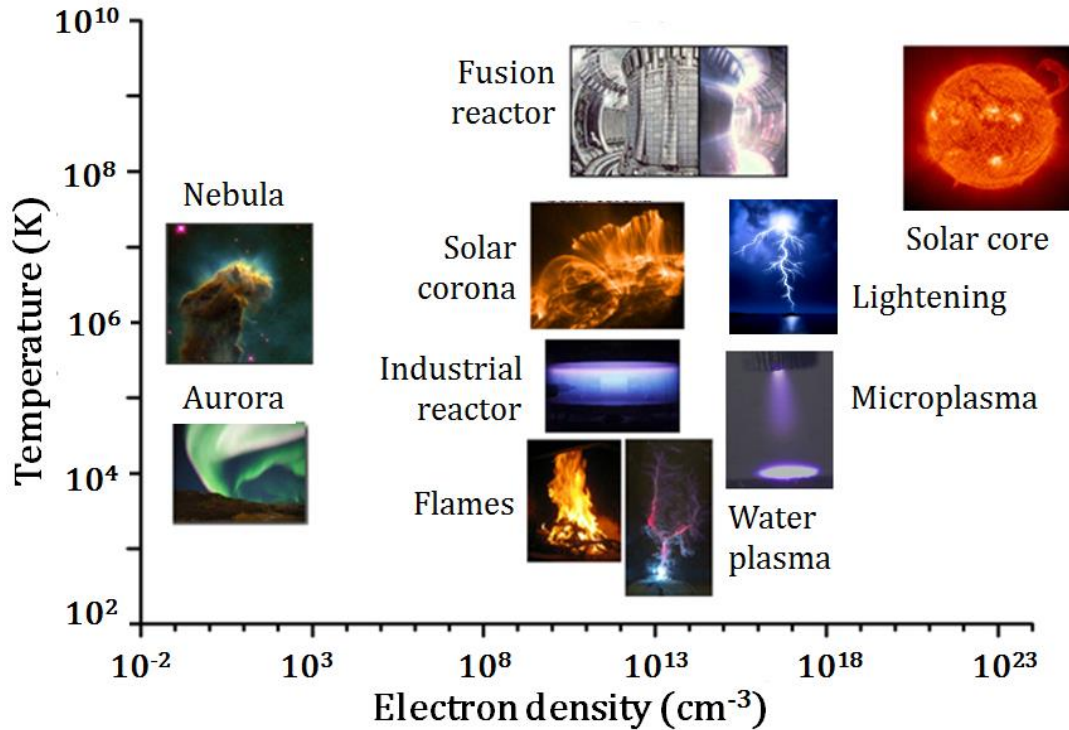 10¹⁰
10⁸
10⁶
10⁴
10²
Temperature (K)
Fusion
reactor
Nebula
Solar
corona
Solar core
Lightening
Industrial
reactor
Aurora
Microplasma
Flames
Water
plasma
10⁻²
10³
10⁸
10¹³
10¹⁸
10²³
Electron density (cm⁻³)